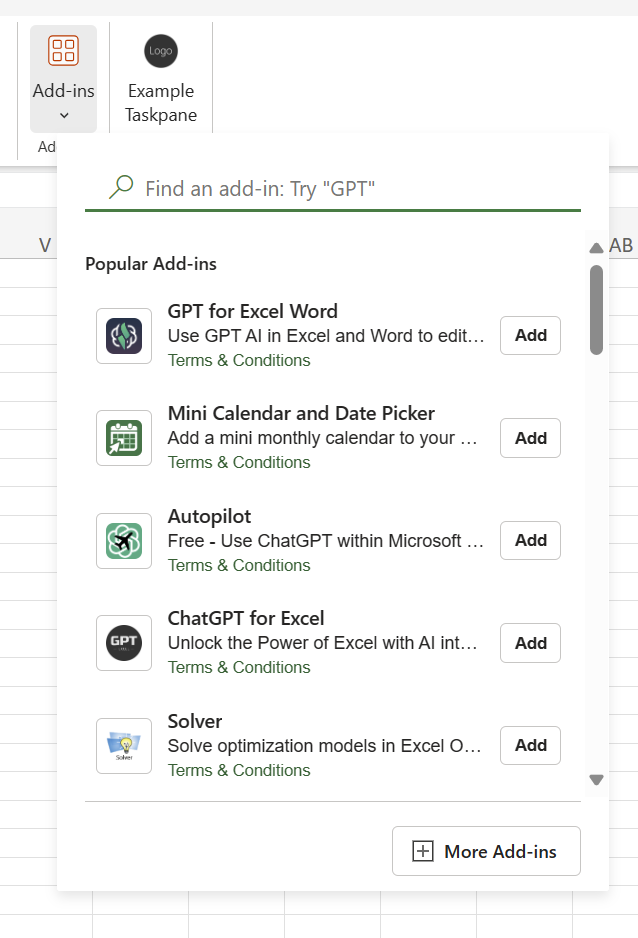 Logo
Add-ins
Example
Taskpane
Find an add-in: Try "GPT"
V
AB
Popular Add-ins
GPT for Excel Word
Use GPT AI in Excel and Word to edit…
Terms & Conditions
Add
Mini Calendar and Date Picker
Add a mini monthly calendar to your …
Terms & Conditions
Add
Autopilot
Free - Use ChatGPT within Microsoft …
Terms & Conditions
Add
GPT
ChatGPT for Excel
Unlock the Power of Excel with AI int…
Terms & Conditions
Add
Solver
Solver
Solve optimization models in Excel O…
Terms & Conditions
Add
More Add-ins